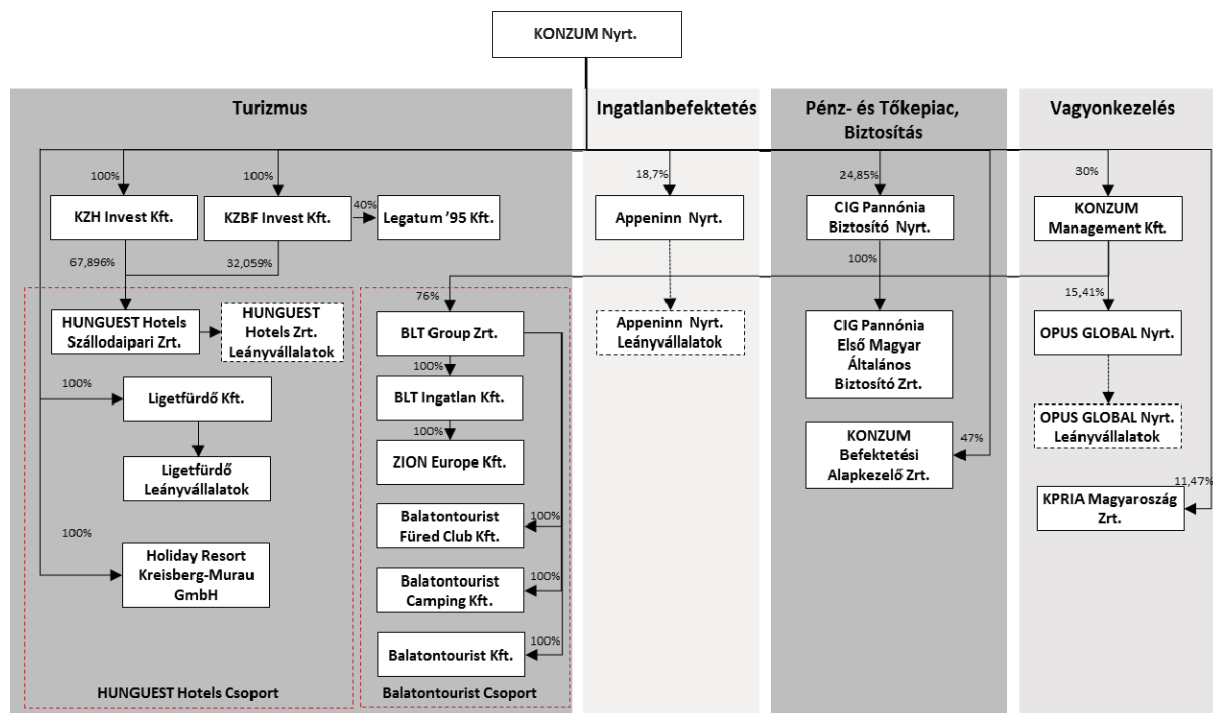 KONZUM Nyrt.
Turizmus
Ingatlanbefektetés
Pénz- és Tőkepiac,
Biztosítás
Vagyonkezelés
100%
100%
18,7%
24,85%
30%
KZH Invest Kft.
KZBF Invest Kft.
40%
Legatum '95 Kft.
Appeninn Nyrt.
CIG Pannónia
Biztosító Nyrt.
KONZUM
Management Kft.
67,896%
32,059%
100%
76%
15,41%
HUNGUEST Hotels
Szállodaipari Zrt.
HUNGUEST
Hotels Zrt.
Leányvállalatok
BLT Group Zrt.
Appeninn Nyrt.
Leányvállalatok
CIG Pannónia
Első Magyar
Általános
Biztosító Zrt.
OPUS GLOBAL Nyrt.
100%
100%
Ligetfürdő Kft.
BLT Ingatlan Kft.
OPUS GLOBAL Nyrt.
Leányvállalatok
100%
ZION Europe Kft.
KONZUM
Befektetési
Alapkezelő Zrt.
47%
Ligetfürdő
Leányvállalatok
11,47%
KPRIA Magyaroszág
Zrt.
Balatontourist
Füred Club Kft.
100%
100%
Holiday Resort
Kreisberg-Murau
GmbH
Balatontourist
Camping Kft.
100%
Balatontourist Kft.
100%
HUNGUEST Hotels Csoport
Balatontourist Csoport